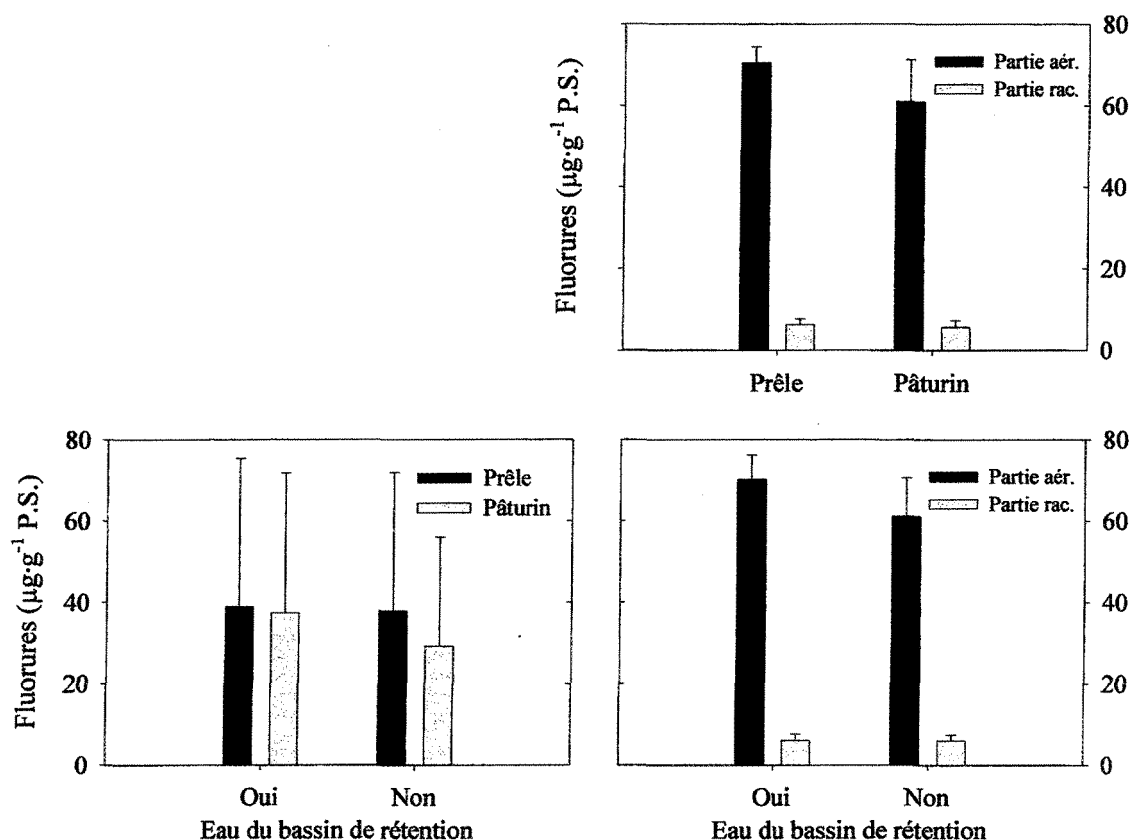 80
60
40
20
0
Fluorures (µg·g⁻¹ P.S.)
Partie aér.
Partie rac.
Prêle
Pâturin
80
60
40
20
0
Fluorures (µg·g⁻¹ P.S.)
Prêle
Pâturin
Oui
Non
Eau du bassin de rétention
Partie aér.
Partie rac.
80
60
40
20
0
Oui
Non
Eau du bassin de rétention